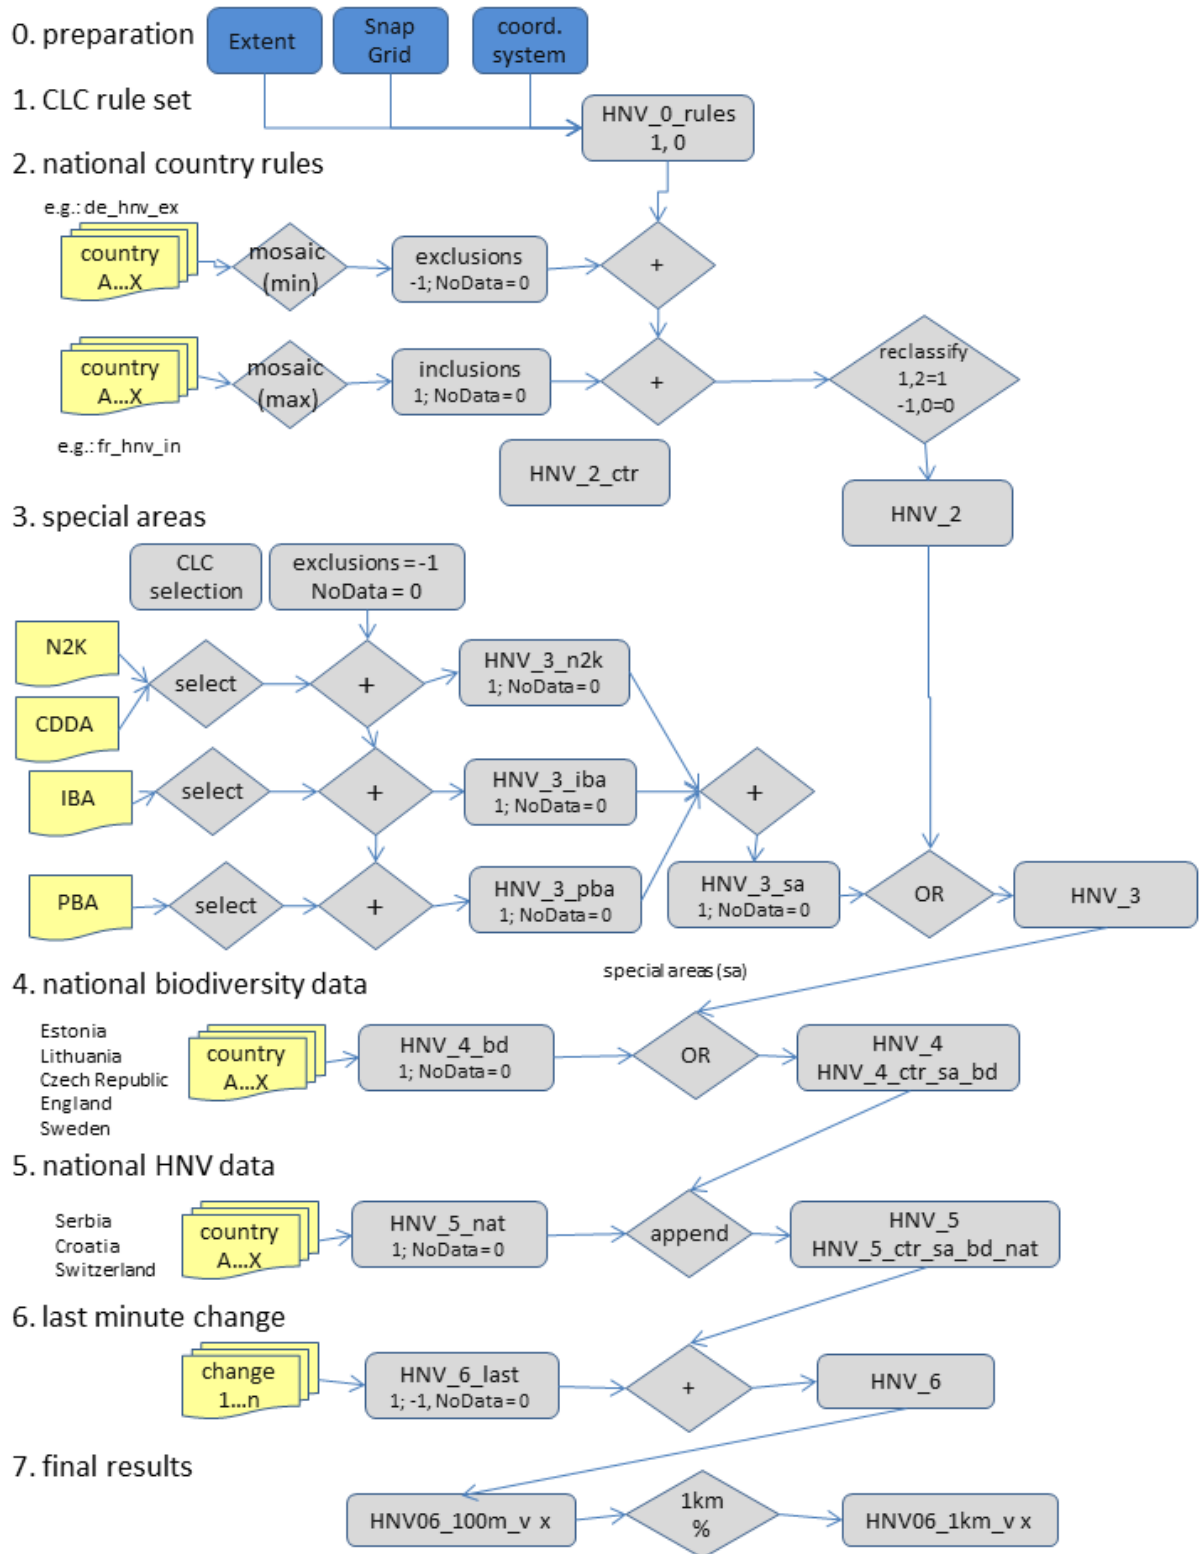 0. preparation
Extent
Snap
Grid
coord.
system
1. CLC rule set
HNV_0_rules
1, 0
2. national country rules
e.g.: de_hnv_ex
country
A...X
mosaic
(min)
exclusions
-1; NoData = 0
+
country
A...X
mosaic
(max)
inclusions
1; NoData = 0
+
reclassify
1,2=1
-1,0=0
e.g.: fr_hnv_in
HNV_2_ctr
HNV_2
3. special areas
CLC
selection
exclusions = -1
NoData = 0
N2K
CDDA
select
+
HNV_3_n2k
1; NoData = 0
IBA
select
+
HNV_3_iba
1; NoData = 0
+
PBA
select
+
HNV_3_pba
1; NoData = 0
HNV_3_sa
1; NoData = 0
OR
HNV_3
special areas (sa)
4. national biodiversity data
Estonia
Lithuania
Czech Republic
England
Sweden
country
A...X
HNV_4_bd
1; NoData = 0
OR
HNV_4
HNV_4_ctr_sa_bd
5. national HNV data
Serbia
Croatia
Switzerland
country
A...X
HNV_5_nat
1; NoData = 0
append
HNV_5
HNV_5_ctr_sa_bd_nat
6. last minute change
change
1...n
HNV_6_last
1; -1, NoData = 0
+
HNV_6
7. final results
HNV06_100m_v x
1km
%
HNV06_1km_v x